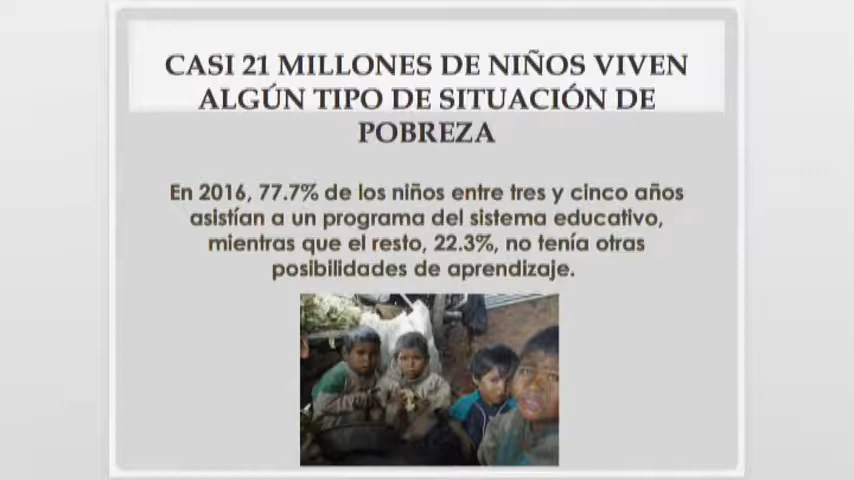 CASI 21 MILLONES DE NIÑOS VIVEN
ALGÚN TIPO DE SITUACIÓN DE
POBREZA
En 2016, 77.7% de los niños entre tres y cinco años
asistían a un programa del sistema educativo,
mientras que el resto, 22.3%, no tenía otras
posibilidades de aprendizaje.